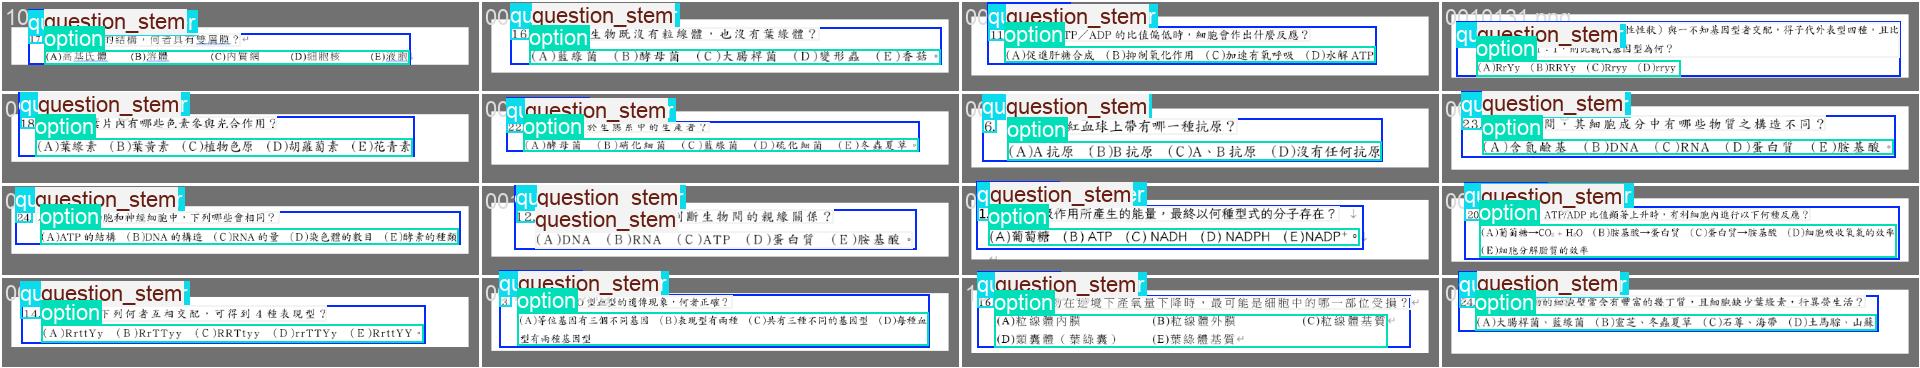 question_stem
option
的結構，何者具有雙層膜？
(A)高基氏體 (B)溶體 (C)內質網 (D)細胞核 (E)液胞
question_stem
option
16.
生物既沒有粒線體，也沒有葉綠體？
(A)藍綠菌 (B)酵母菌 (C)大腸桿菌 (D)變形蟲 (E)香菇。
question_stem
option
11
TP／ADP 的比值偏低時，細胞會作出什麼反應？
(A)促進肝糖合成 (B)抑制氧化作用 (C)加速有氧呼吸 (D)水解 ATP
0010131.png
question_stem
option
性性狀）與一不知基因型者交配，得子代外表型四種，且比
：1，則此親代基因型為何？
(A)RrYy (B)RRYy (C)Rryy (D)rryy
question_stem
option
18
片內有哪些色素參與光合作用？
(A)葉綠素 (B)葉黃素 (C)植物色原 (D)胡蘿蔔素 (E)花青素
question_stem
option
22
於生態系中的生產者？
(A)酵母菌 (B)硝化細菌 (C)藍綠菌 (D)硫化細菌 (E)冬蟲夏草。
question_stem
option
6.
紅血球上帶有哪一種抗原？
(A)A 抗原 (B)B 抗原 (C)A、B 抗原 (D)沒有任何抗原
question_stem
option
23.
間，其細胞成分中有哪些物質之構造不同？
(A)含氮鹼基 (B)DNA (C)RNA (D)蛋白質 (E)胺基酸。
question_stem
option
24.
胞和神經細胞中，下列哪些會相同？
(A)ATP 的結構 (B)DNA 的構造 (C)RNA 的量 (D)染色體的數目 (E)酵素的種類
question_stem
question_stem
12.
斷生物間的親緣關係？
(A)DNA (B)RNA (C)ATP (D)蛋白質 (E)胺基酸。
question_stem
option
1.
作用所產生的能量，最終以何種型式的分子存在？
(A)葡萄糖 (B) ATP (C) NADH (D) NADPH (E)NADP⁺。
question_stem
option
20
ATP/ADP 比值顯著上升時，有利細胞內進行以下何種反應？
(A)葡萄糖→CO₂ + H₂O (B)胺基酸→蛋白質 (C)蛋白質→胺基酸 (D)細胞吸收氧氣的效率
(E)細胞分解脂質的效率
question_stem
option
14.
下列何者互相交配，可得到 4 種表現型？
(A)RrttYy (B)RrTTyy (C)RRTtyy (D)rrTTYy (E)RrttYY。
question_stem
option
3
O 型血型的遺傳現象，何者正確？
(A)等位基因有三個不同基因 (B)表現型有兩種 (C)共有三種不同的基因型 (D)每種血
型有兩種基因型
question_stem
option
16
動在逆境下產氧量下降時，最可能是細胞中的哪一部位受損？
(A)粒線體內膜 (B)粒線體外膜 (C)粒線體基質
(D)類囊體（葉綠囊） (E)葉綠體基質
question_stem
option
24.
的細胞壁富含有豐富的幾丁質，且細胞缺少葉綠素，行異營生活？
(A)大腸桿菌、藍綠菌 (B)靈芝、冬蟲夏草 (C)石蓴、海帶 (D)土馬騌、山蘇